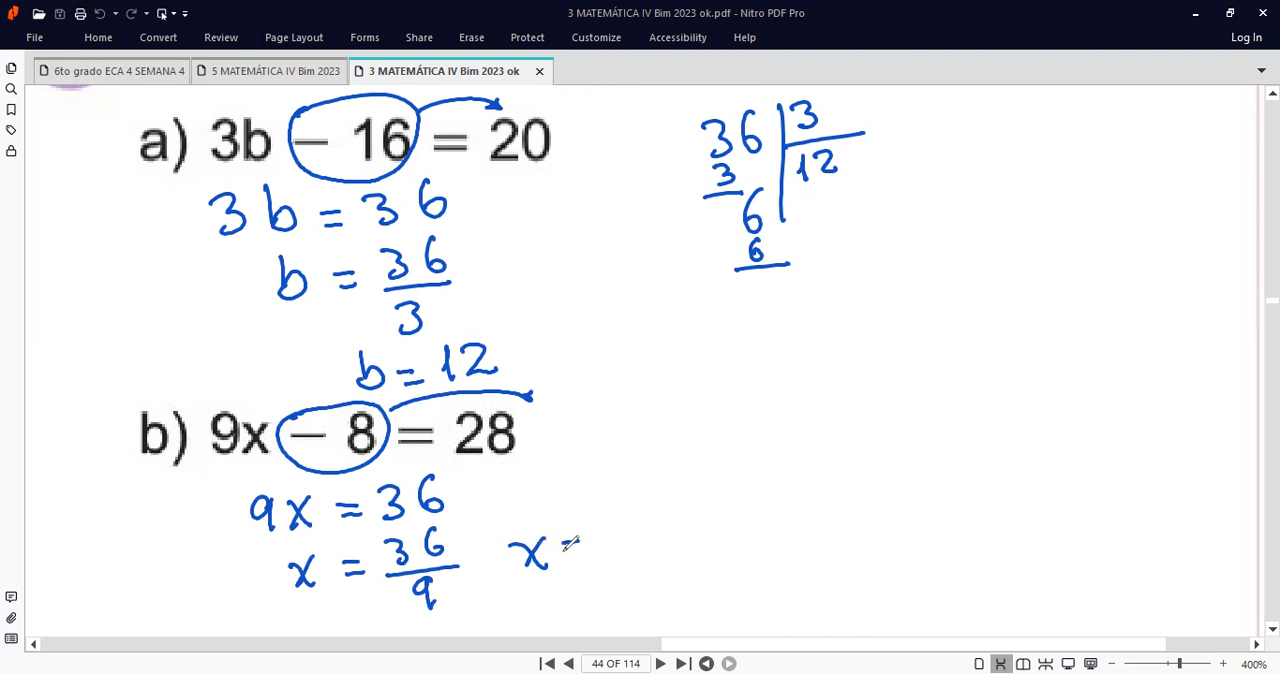 3 MATEMÁTICA IV Bim 2023 ok.pdf - Nitro PDF Pro
File Home Convert Review Page Layout Forms Share Erase Protect Customize Accessibility Help Log In
6to grado ECA 4 SEMANA 4 5 MATEMÁTICA IV Bim 2023 3 MATEMÁTICA IV Bim 2023 ok
a) 3b – 16 = 20
3b = 36
b = 36/3
b = 12
36 | 3
3 12
6
6
b) 9x – 8 = 28
9x = 36
x = 36/9 x =
44 OF 114
400%